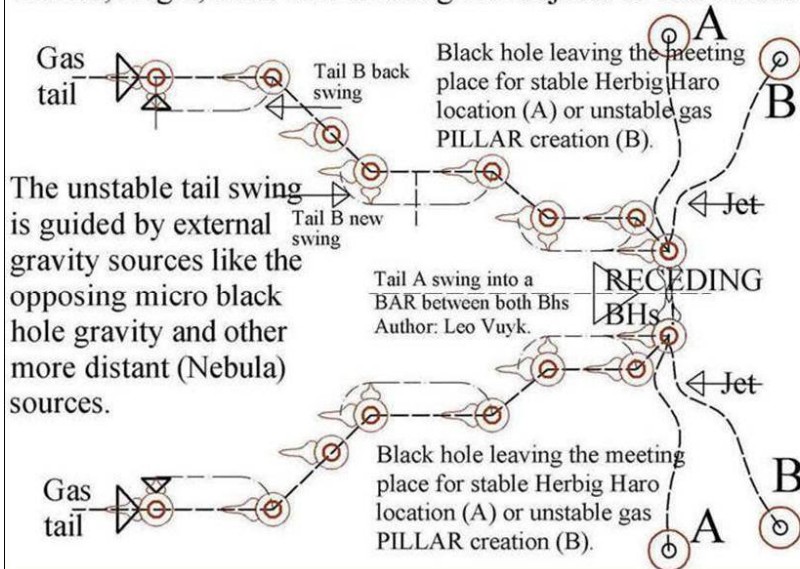 Gas
tail
Tail B back
swing
Black hole leaving the meeting
place for stable Herbig Haro
location (A) or unstable gas
PILLAR creation (B).
A
B
The unstable tail swing
is guided by external
gravity sources like the
opposing micro black
hole gravity and other
more distant (Nebula)
sources.
Tail B new
swing
Jet
Tail A swing into a
BAR between both Bhs
Author: Leo Vuyk.
RECEDING
BHs
Jet
Gas
tail
Black hole leaving the meeting
place for stable Herbig Haro
location (A) or unstable gas
PILLAR creation (B).
A
B